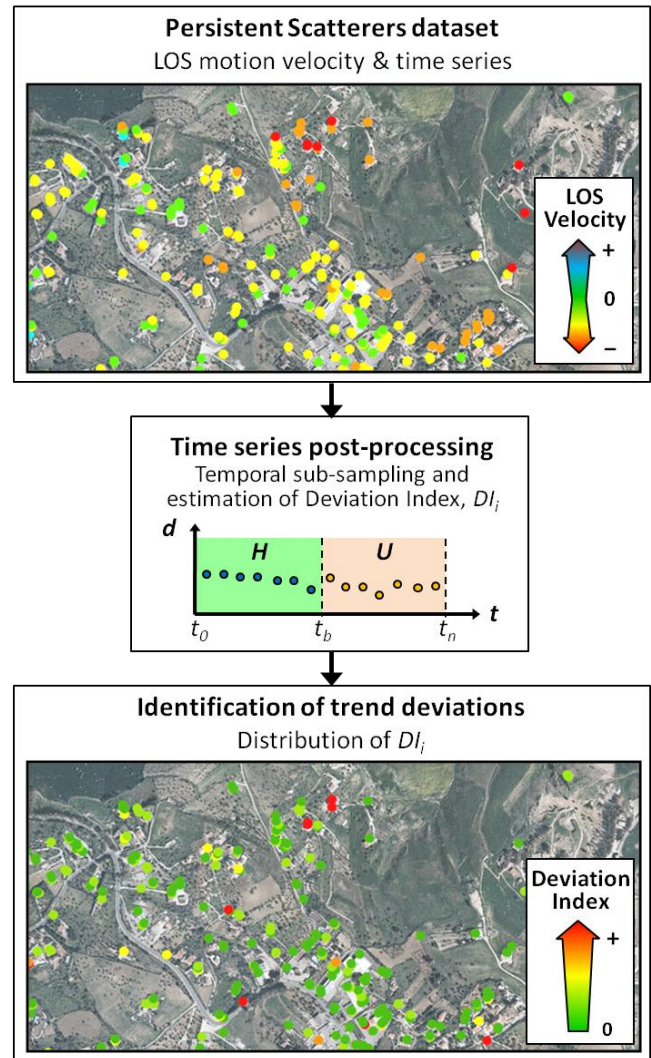 Persistent Scatterers dataset
LOS motion velocity & time series
LOS
Velocity
+
0
–
Time series post-processing
Temporal sub-sampling and
estimation of Deviation Index, DIᵢ
d
H
U
t
t₀
t_b
tₙ
Identification of trend deviations
Distribution of DIᵢ
Deviation
Index
+
0